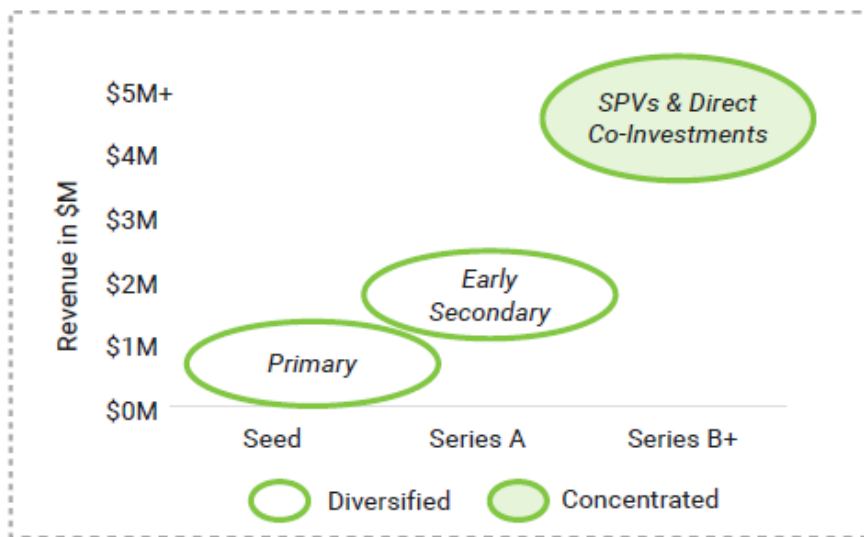 $5M+
$4M
$3M
$2M
$1M
$0M
Revenue in $M
SPVs & Direct
Co-Investments
Early
Secondary
Primary
Seed
Series A
Series B+
Diversified
Concentrated